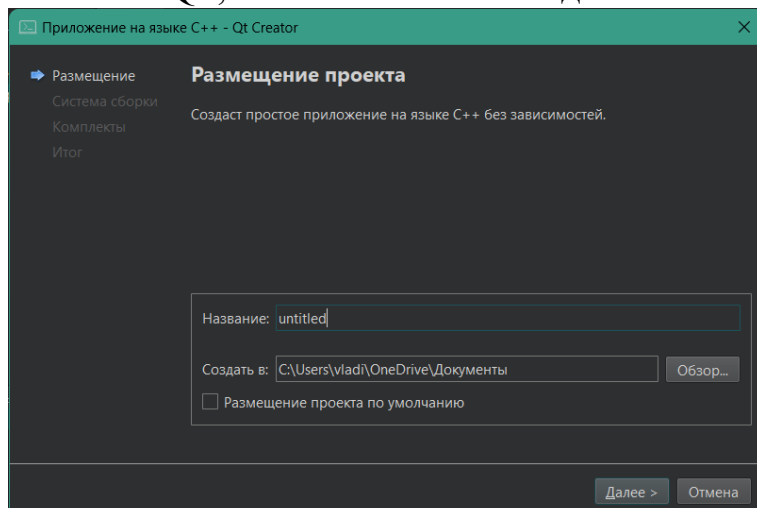 Приложение на языке C++ - Qt Creator
Размещение
Система сборки
Комплекты
Итог
Размещение проекта
Создаст простое приложение на языке C++ без зависимостей.
Название: untitled
Создать в: C:\Users\vladi\OneDrive\Документы
Обзор...
Размещение проекта по умолчанию
Далее >
Отмена